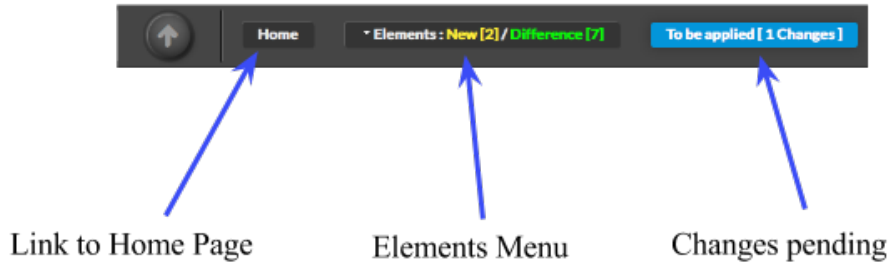 Home
Elements : New [2] / Difference [7]
To be applied [ 1 Changes ]
Link to Home Page
Elements Menu
Changes pending